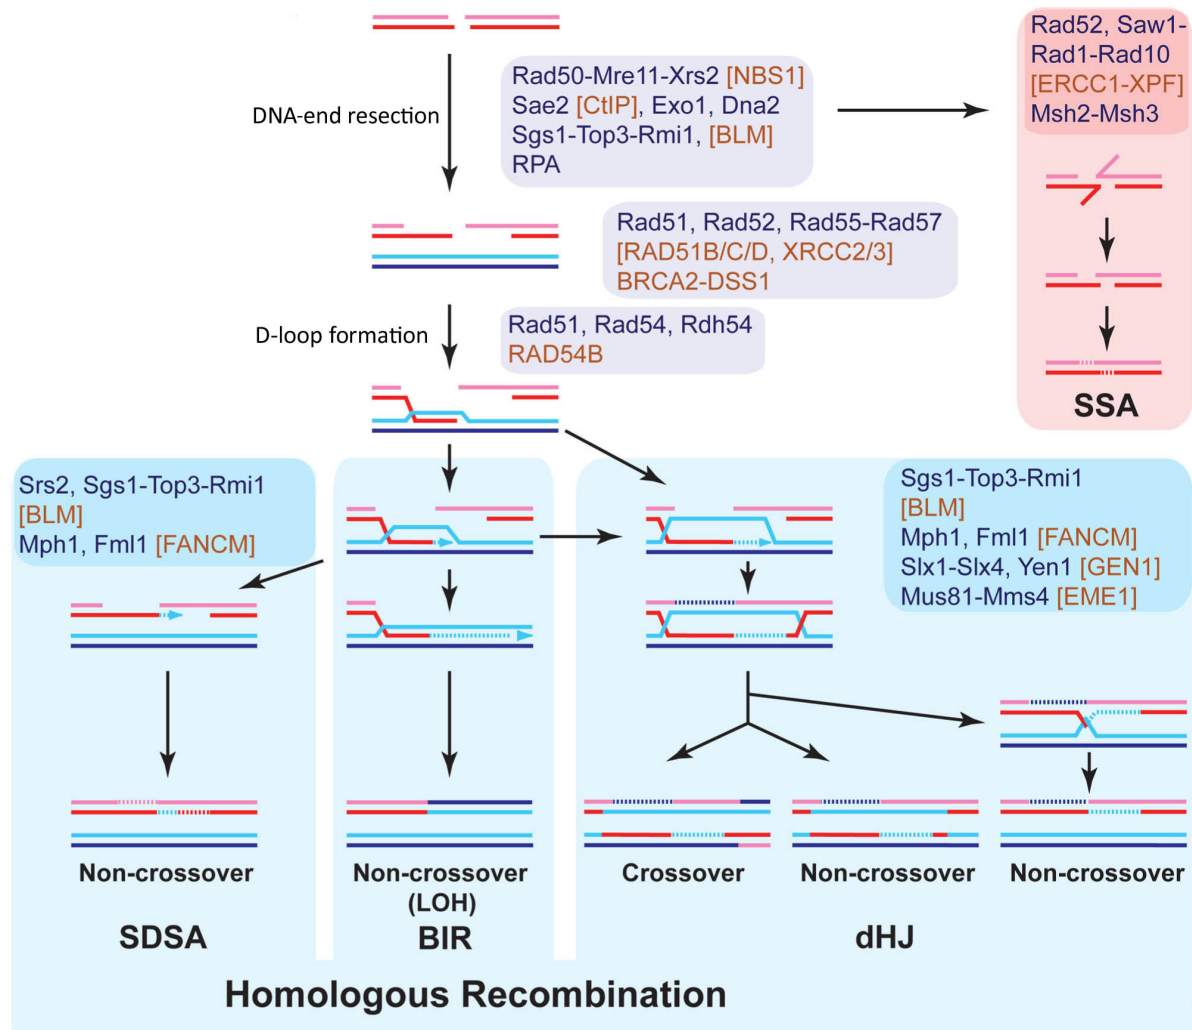 DNA-end resection
Rad50-Mre11-Xrs2 [NBS1]
Sae2 [CtIP], Exo1, Dna2
Sgs1-Top3-Rmi1, [BLM]
RPA
Rad52, Saw1-
Rad1-Rad10
[ERCC1-XPF]
Msh2-Msh3
SSA
Rad51, Rad52, Rad55-Rad57
[RAD51B/C/D, XRCC2/3]
BRCA2-DSS1
D-loop formation
Rad51, Rad54, Rdh54
RAD54B
Srs2, Sgs1-Top3-Rmi1
[BLM]
Mph1, Fml1 [FANCM]
Sgs1-Top3-Rmi1
[BLM]
Mph1, Fml1 [FANCM]
Slx1-Slx4, Yen1 [GEN1]
Mus81-Mms4 [EME1]
Non-crossover
SDSA
Non-crossover
(LOH)
BIR
Crossover
Non-crossover
Non-crossover
dHJ
Homologous Recombination